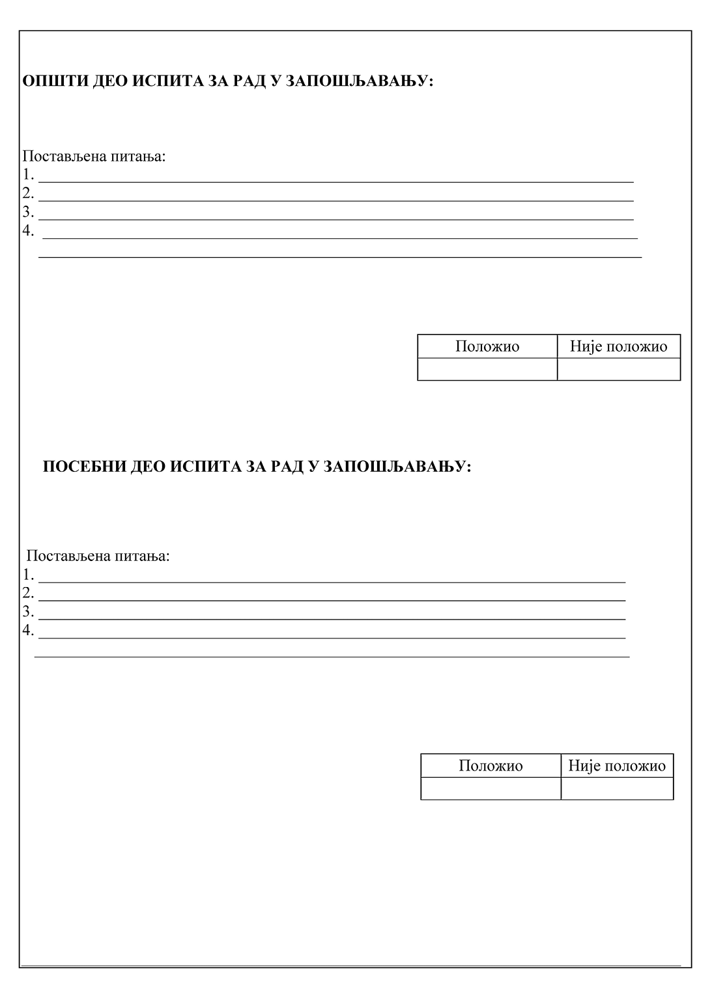 ОПШТИ ДЕО ИСПИТА ЗА РАД У ЗАПОШЉАВАЊУ:
Постављена питања:
1.
2.
3.
4.
Положио Није положио
ПОСЕБНИ ДЕО ИСПИТА ЗА РАД У ЗАПОШЉАВАЊУ:
Постављена питања:
1.
2.
3.
4.
Положио Није положио